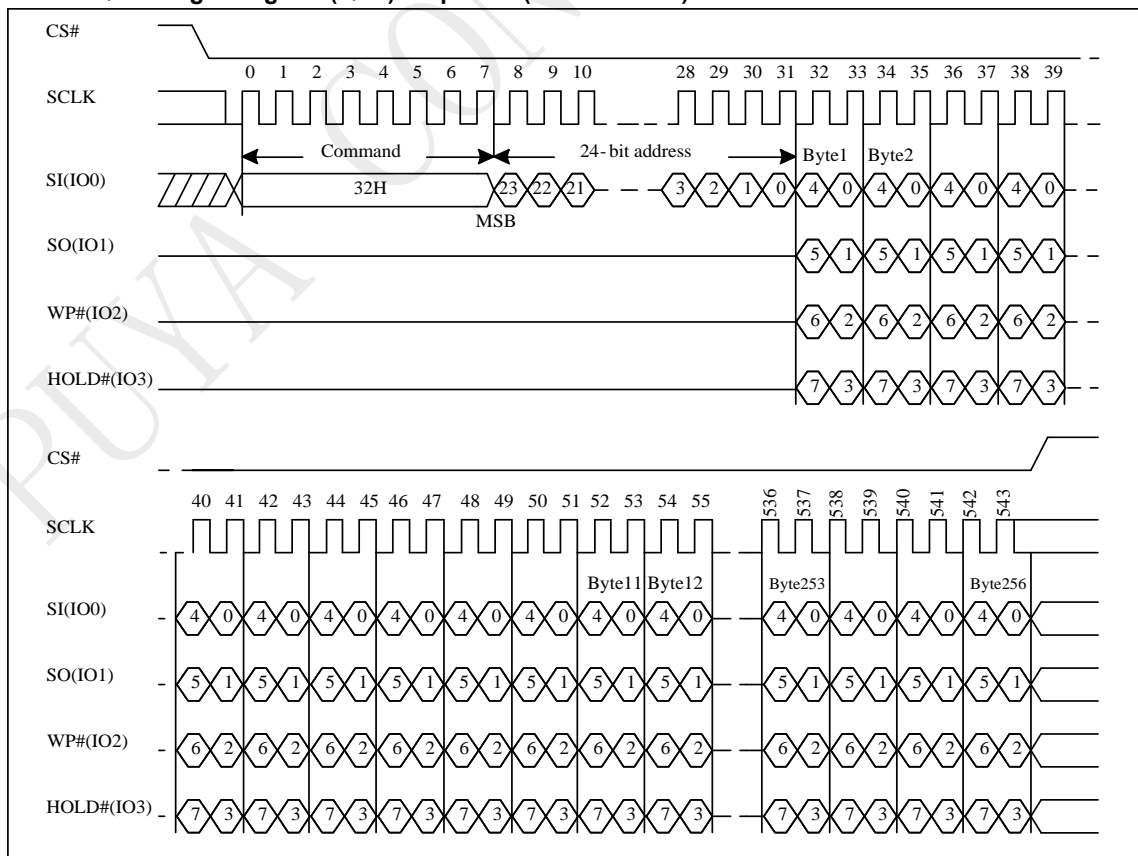 CS#
0 1 2 3 4 5 6 7 8 9 10 28 29 30 31 32 33 34 35 36 37 38 39
SCLK
Command 24-bit address Byte1 Byte2
SI(IO0) 32H 23 22 21 3 2 1 0 4 0 4 0 4 0 4 0
MSB
SO(IO1) 5 1 5 1 5 1 5 1
WP#(IO2) 6 2 6 2 6 2 6 2
HOLD#(IO3) 7 3 7 3 7 3 7 3
CS#
40 41 42 43 44 45 46 47 48 49 50 51 52 53 54 55 536 537 538 539 540 541 542 543
SCLK
Byte11 Byte12 Byte253 Byte256
SI(IO0) 4 0 4 0 4 0 4 0 4 0 4 0 4 0 4 0 4 0 4 0 4 0 4 0
SO(IO1) 5 1 5 1 5 1 5 1 5 1 5 1 5 1 5 1 5 1 5 1 5 1 5 1
WP#(IO2) 6 2 6 2 6 2 6 2 6 2 6 2 6 2 6 2 6 2 6 2 6 2 6 2
HOLD#(IO3) 7 3 7 3 7 3 7 3 7 3 7 3 7 3 7 3 7 3 7 3 7 3 7 3
PUYA CON